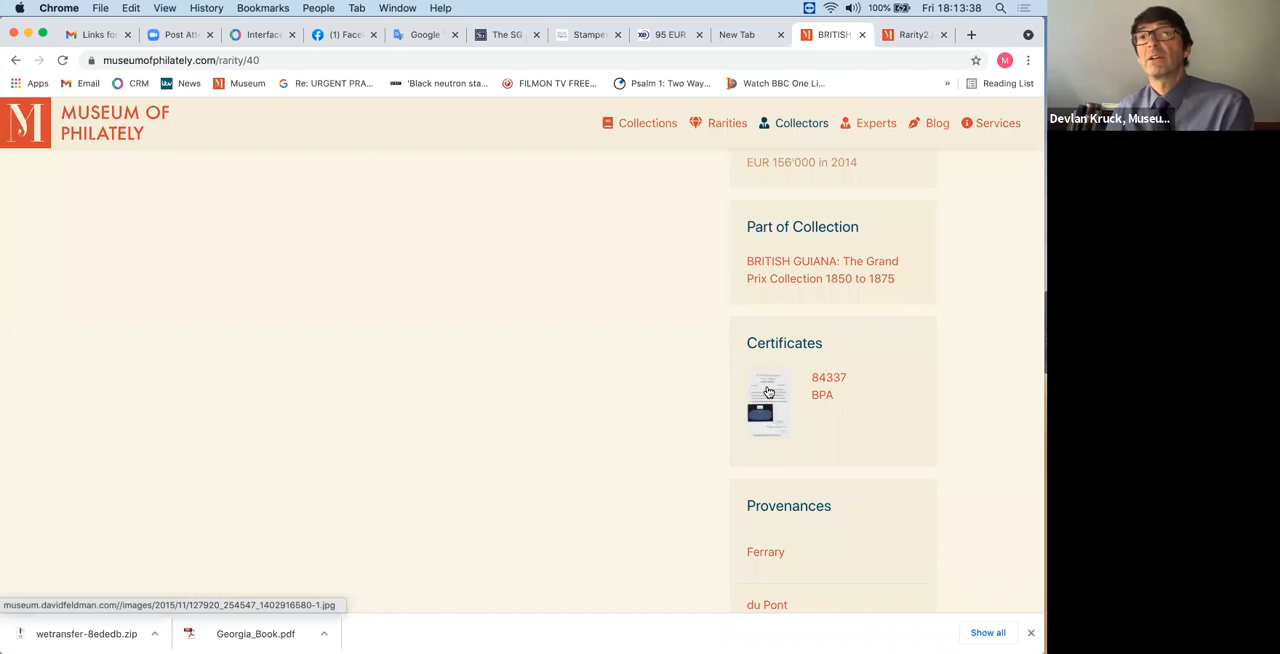 Chrome File Edit View History Bookmarks People Tab Window Help 100% Fri 18:13:38
Links for Post Att Interface (1) Face Google The SG Stampe 95 EUR New Tab BRITISH Rarity2.
museumofphilately.com/rarity/40 M
Apps Email CRM News Museum Re: URGENT PRA... 'Black neutron sta... FILMON TV FREE... Psalm 1: Two Way... Watch BBC One Li... » Reading List
M MUSEUM OF
PHILATELY
Collections Rarities Collectors Experts Blog Services
EUR 156'000 in 2014
Part of Collection
BRITISH GUIANA: The Grand
Prix Collection 1850 to 1875
Certificates
84337
BPA
Provenances
Ferrary
du Pont
museum.davidfeldman.com//images/2015/11/127920_254547_1402916580-1.jpg
wetransfer-8ededb.zip Georgia_Book.pdf Show all
Devlan Kruck, Museu...